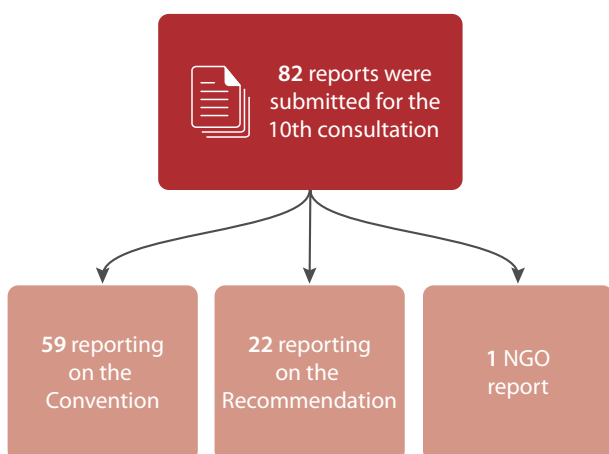 82 reports were
submitted for the
10th consultation
59 reporting
on the
Convention
22 reporting
on the
Recommendation
1 NGO
report